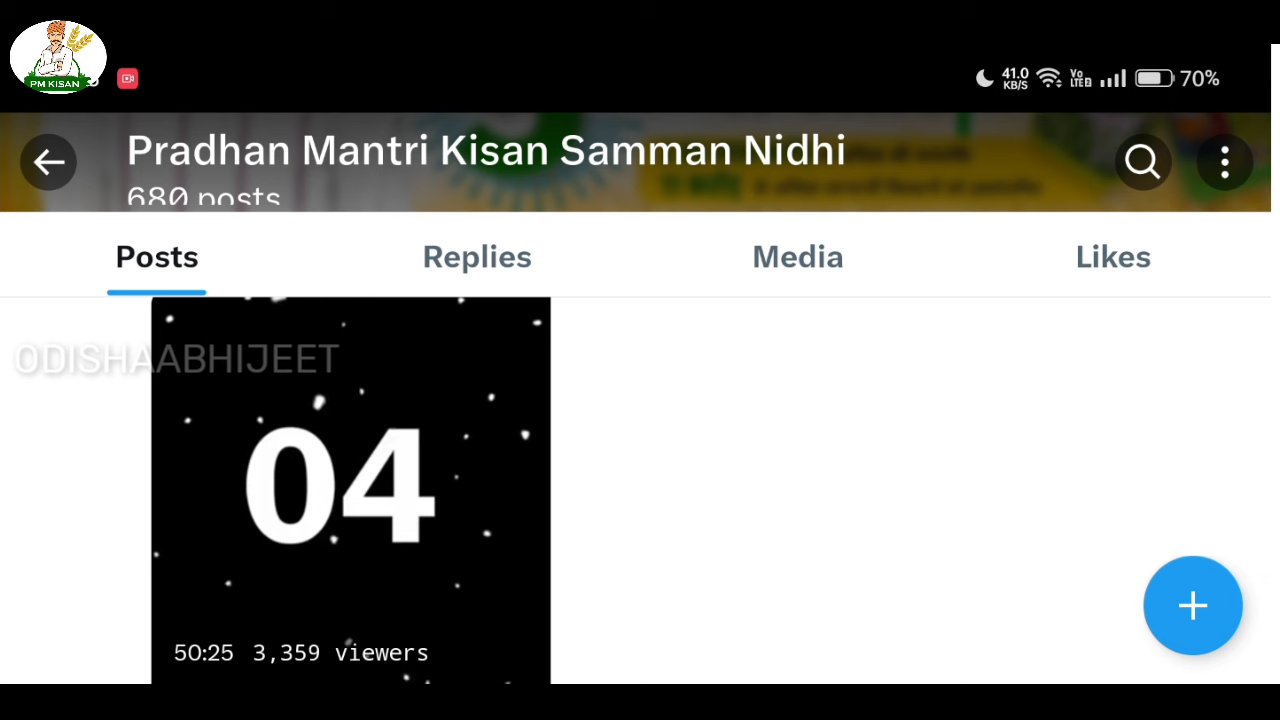 PM KISAN
41.0
KB/S
Vo
LTE 2
70%
Pradhan Mantri Kisan Samman Nidhi
680 posts
Posts
Replies
Media
Likes
ODISHAABHIJEET
04
50:25 3,359 viewers